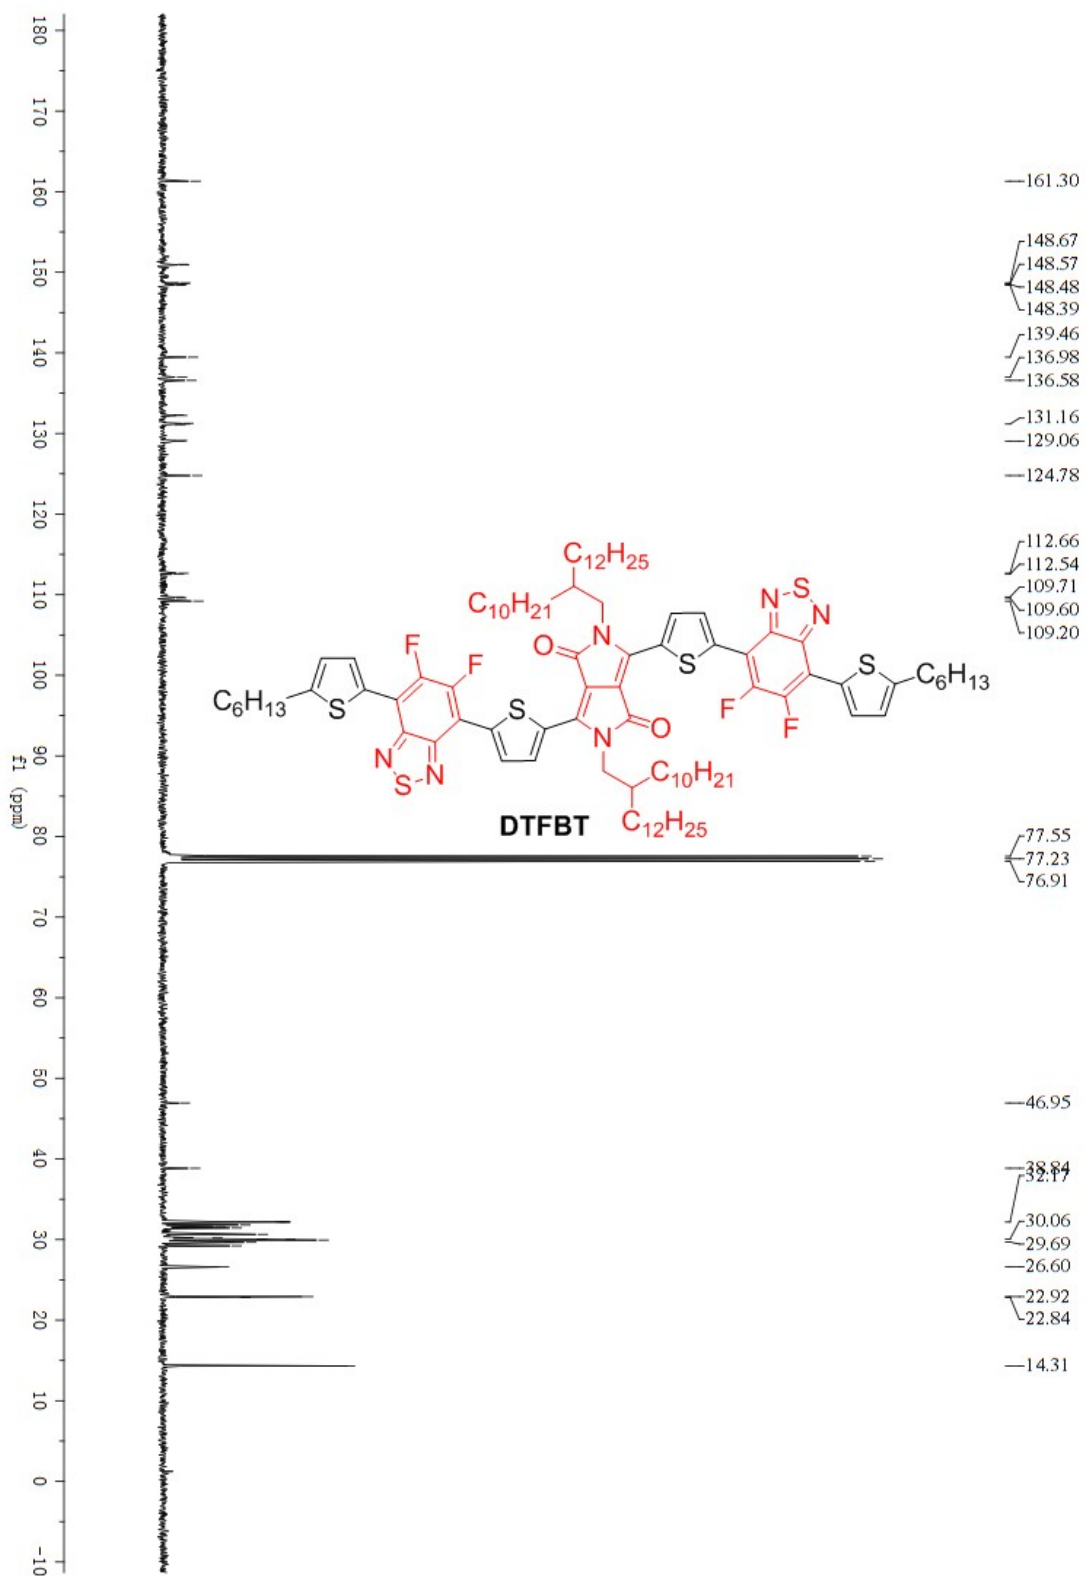 180
170
160
150
140
130
120
110
100
90
80
70
60
50
40
30
20
10
0
-10
f1 (ppm)
161.30
148.67
148.57
148.48
148.39
139.46
136.98
136.58
131.16
129.06
124.78
112.66
112.54
109.71
109.60
109.20
77.55
77.23
76.91
46.95
38.84
32.17
30.06
29.69
26.60
22.92
22.84
14.31
C12H25
C10H21
N
S
N
O
N
S
S
C6H13
F
F
F
F
C6H13
S
S
N
O
N
S
N
C10H21
C12H25
DTFBT